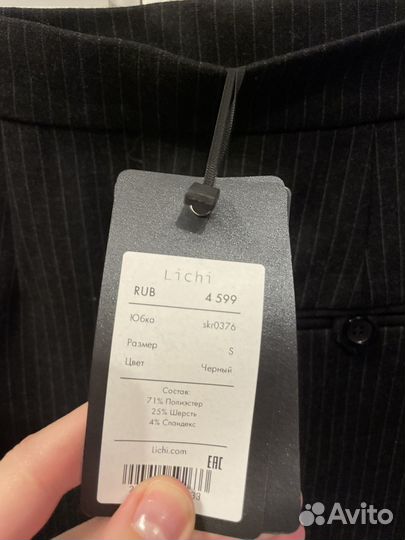 Lichi
RUB 4 599
Юбка skr0376
Размер S
Цвет Черный
Состав:
71% Полиэстер
25% Шерсть
4% Спандекс
Lichi.com EAC
Avito